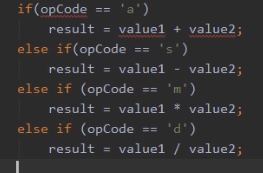 if(opCode == 'a')
    result = value1 + value2;
else if(opCode == 's')
    result = value1 - value2;
else if (opCode == 'm')
    result = value1 * value2;
else if (opCode == 'd')
    result = value1 / value2;